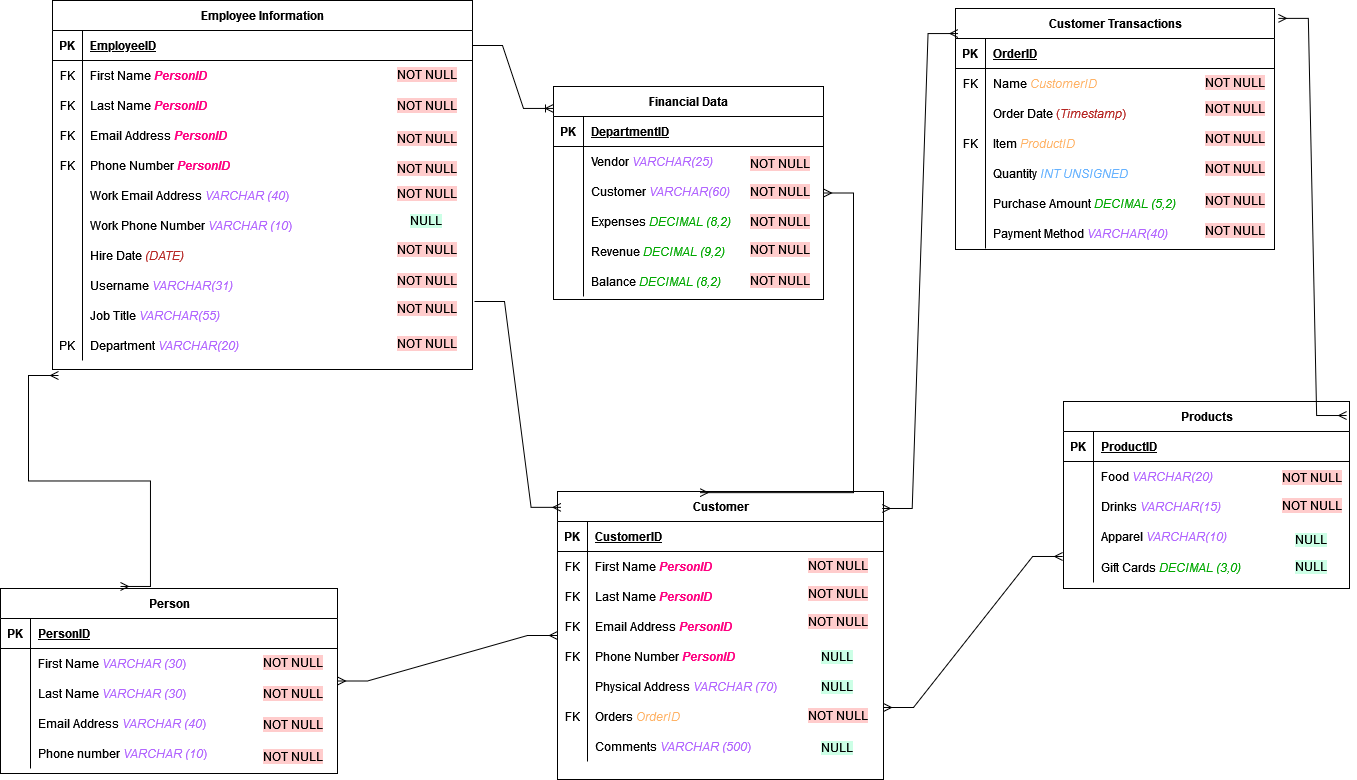 Employee Information
PK EmployeeID
FK First Name PersonID NOT NULL
FK Last Name PersonID NOT NULL
FK Email Address PersonID NOT NULL
FK Phone Number PersonID NOT NULL
Work Email Address VARCHAR (40) NOT NULL
Work Phone Number VARCHAR (10) NULL
Hire Date (DATE) NOT NULL
Username VARCHAR(31) NOT NULL
Job Title VARCHAR(55) NOT NULL
PK Department VARCHAR(20) NOT NULL
Financial Data
PK DepartmentID
Vendor VARCHAR(25) NOT NULL
Customer VARCHAR(60) NOT NULL
Expenses DECIMAL (8,2) NOT NULL
Revenue DECIMAL (9,2) NOT NULL
Balance DECIMAL (8,2) NOT NULL
Customer Transactions
PK OrderID
FK Name CustomerID NOT NULL
Order Date (Timestamp) NOT NULL
FK Item ProductID NOT NULL
Quantity INT UNSIGNED NOT NULL
Purchase Amount DECIMAL (5,2) NOT NULL
Payment Method VARCHAR(40) NOT NULL
Products
PK ProductID
Food VARCHAR(20) NOT NULL
Drinks VARCHAR(15) NOT NULL
Apparel VARCHAR(10) NULL
Gift Cards DECIMAL (3,0) NULL
Customer
PK CustomerID
FK First Name PersonID NOT NULL
FK Last Name PersonID NOT NULL
FK Email Address PersonID NOT NULL
FK Phone Number PersonID NULL
Physical Address VARCHAR (70) NULL
FK Orders OrderID NOT NULL
Comments VARCHAR (500) NULL
Person
PK PersonID
First Name VARCHAR (30) NOT NULL
Last Name VARCHAR (30) NOT NULL
Email Address VARCHAR (40) NOT NULL
Phone number VARCHAR (10) NOT NULL